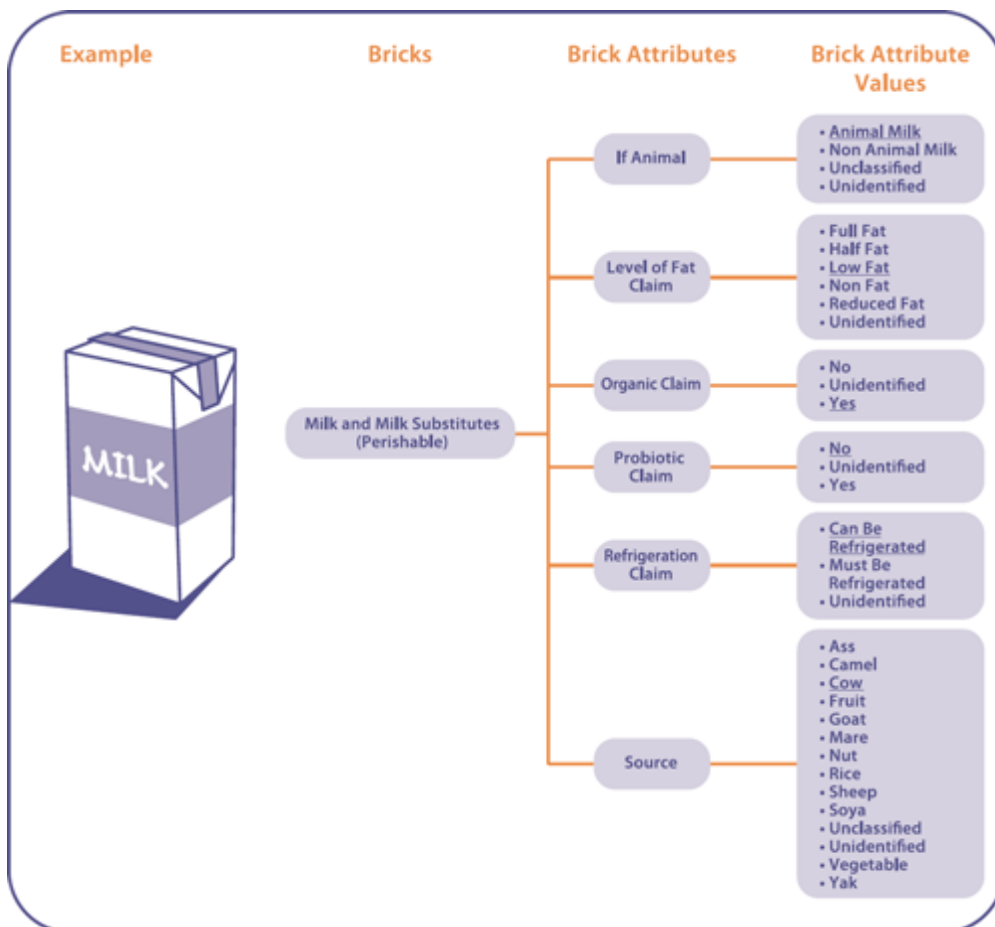 Example
Bricks
Brick Attributes
Brick Attribute
Values
MILK
Milk and Milk Substitutes
(Perishable)
If Animal
• Animal Milk
• Non Animal Milk
• Unclassified
• Unidentified
Level of Fat
Claim
• Full Fat
• Half Fat
• Low Fat
• Non Fat
• Reduced Fat
• Unidentified
Organic Claim
• No
• Unidentified
• Yes
Probiotic
Claim
• No
• Unidentified
• Yes
Refrigeration
Claim
• Can Be
Refrigerated
• Must Be
Refrigerated
• Unidentified
Source
• Ass
• Camel
• Cow
• Fruit
• Goat
• Mare
• Nut
• Rice
• Sheep
• Soya
• Unclassified
• Unidentified
• Vegetable
• Yak